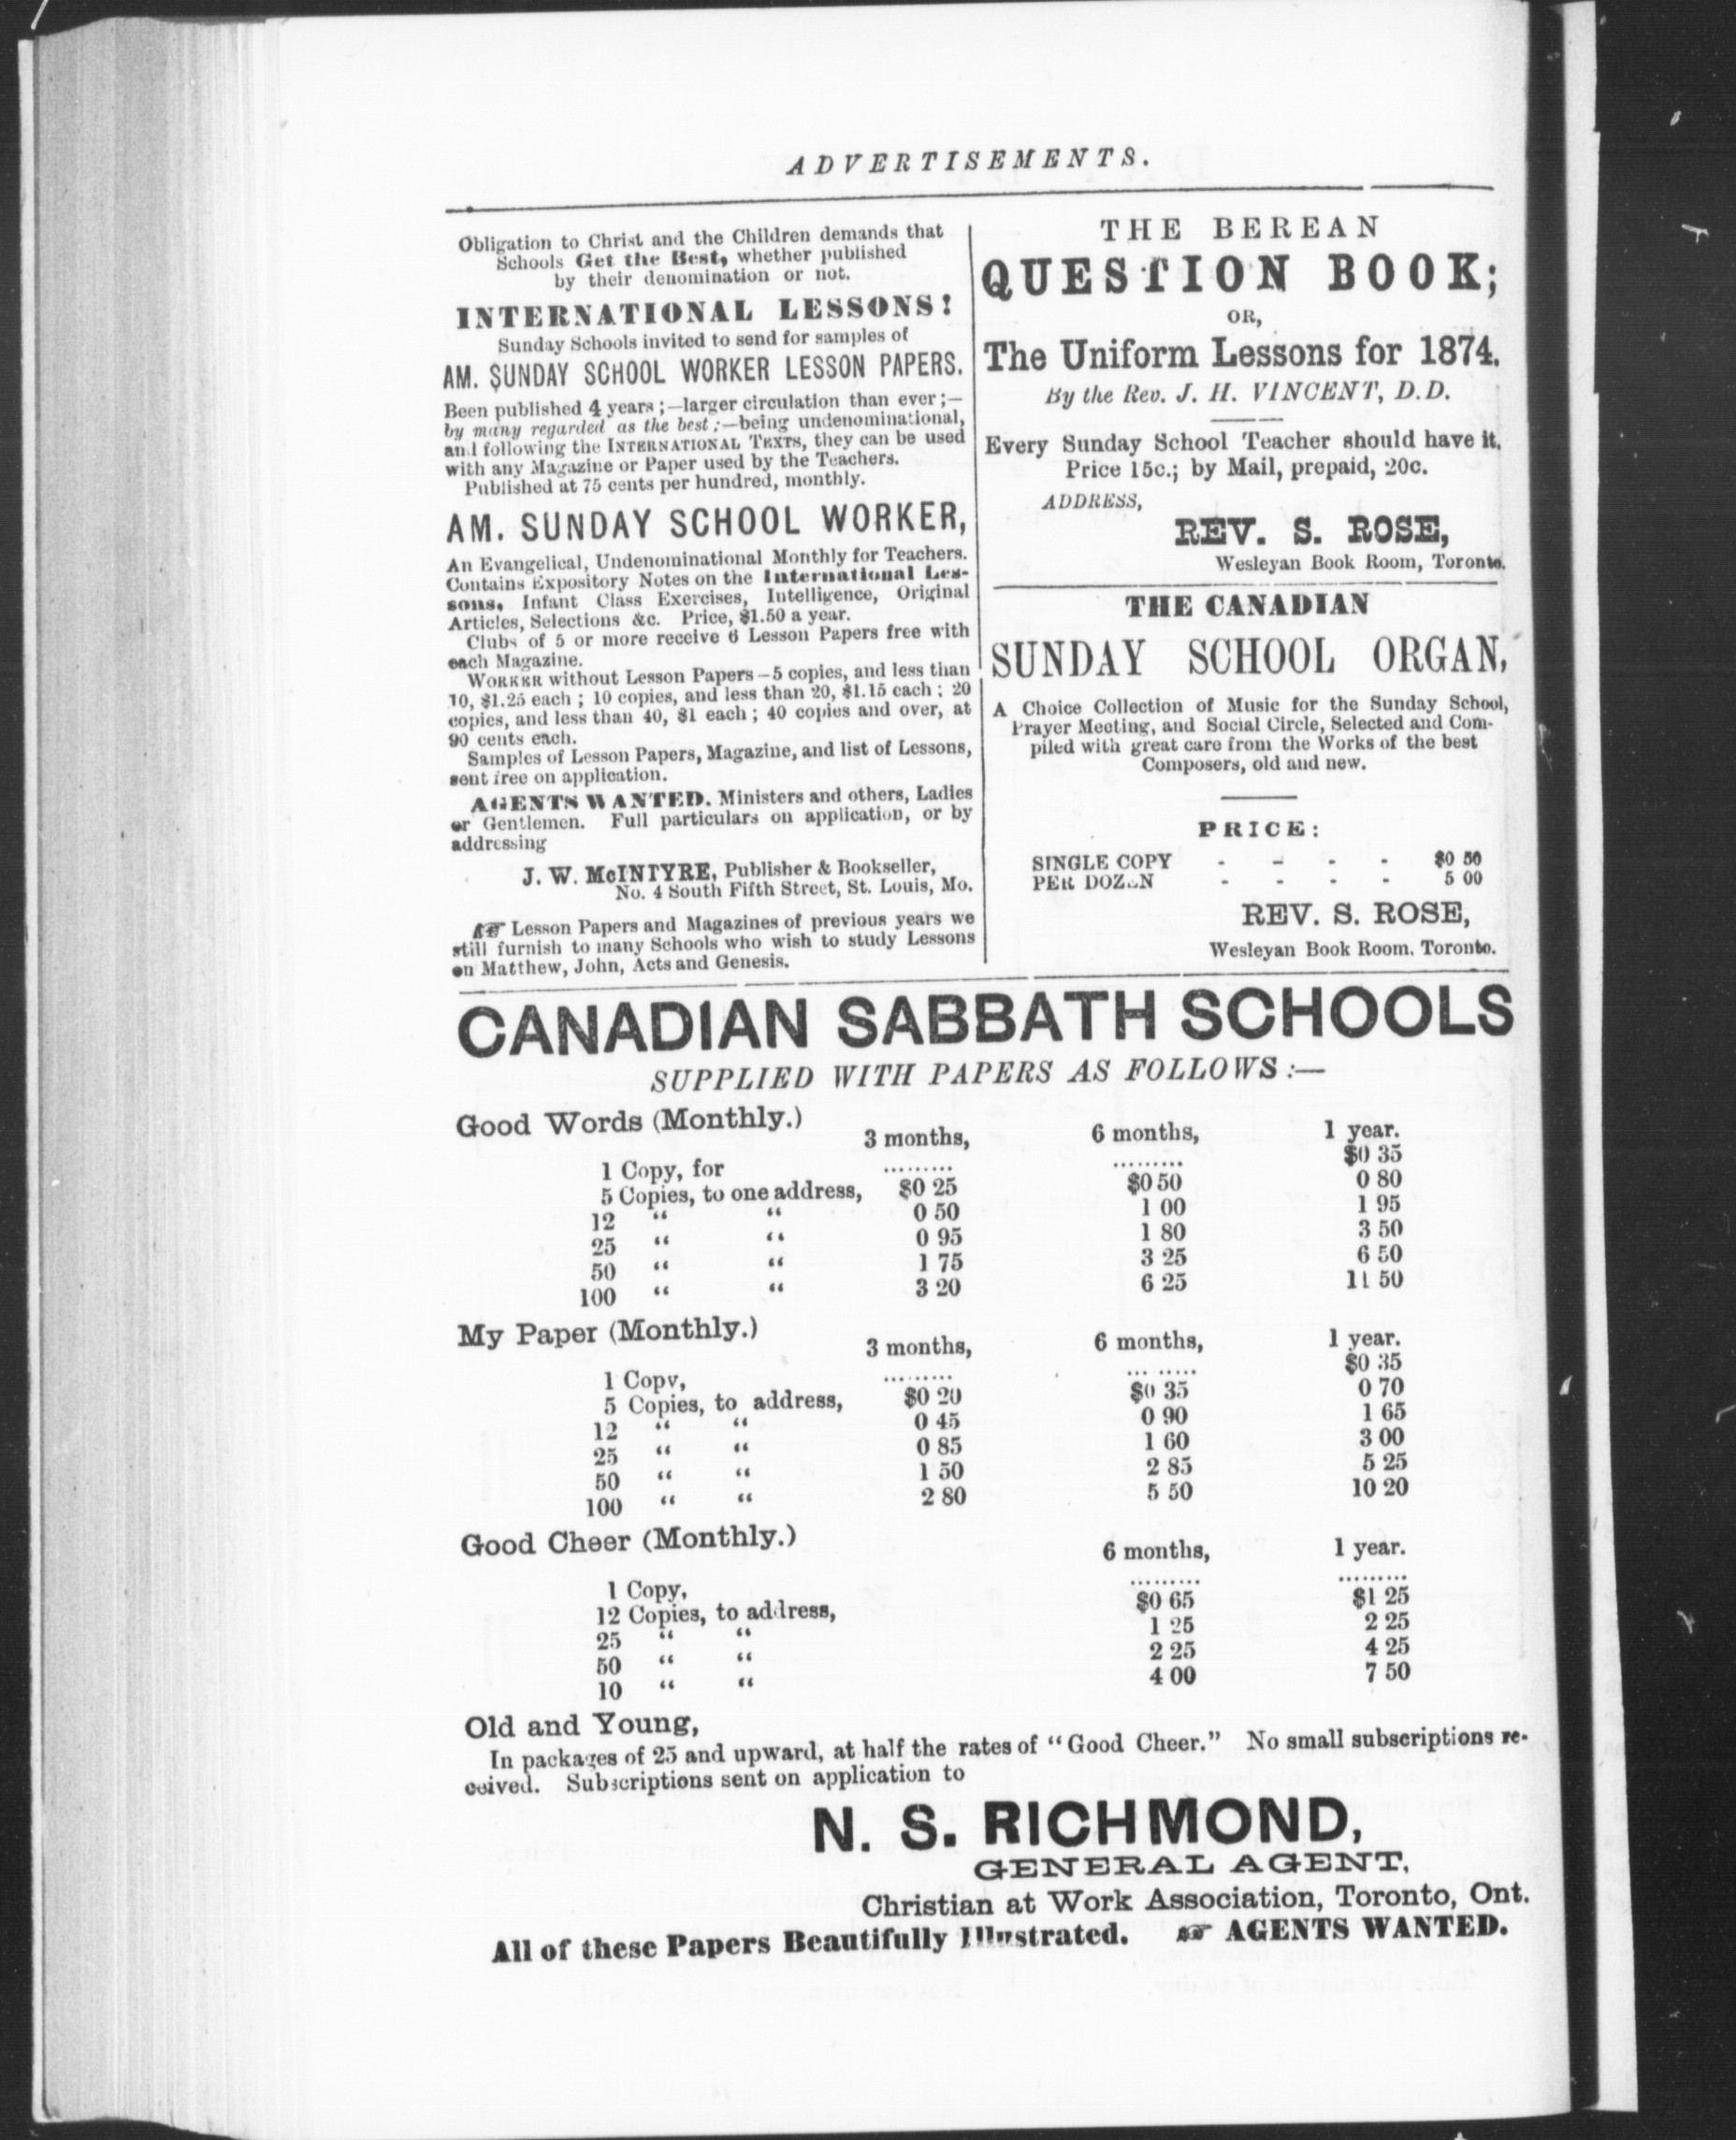 ADVERTISEMENTS.
Obligation to Christ and the Children demands that
Schools Get the Best, whether published
by their denomination or not.
INTERNATIONAL LESSONS!
Sunday Schools invited to send for samples of
AM. SUNDAY SCHOOL WORKER LESSON PAPERS.
Been published 4 years;—larger circulation than ever;—
by many regarded as the best;—being undenominational,
and following the INTERNATIONAL TEXTS, they can be used
with any Magazine or Paper used by the Teachers.
Published at 75 cents per hundred, monthly.
AM. SUNDAY SCHOOL WORKER,
An Evangelical, Undenominational Monthly for Teachers.
Contains Expository Notes on the International Les-
sons, Infant Class Exercises, Intelligence, Original
Articles, Selections &c. Price, $1.50 a year.
Clubs of 5 or more receive 6 Lesson Papers free with
each Magazine.
WORKER without Lesson Papers—5 copies, and less than
10, $1.25 each; 10 copies, and less than 20, $1.15 each; 20
copies, and less than 40, $1 each; 40 copies and over, at
90 cents each.
Samples of Lesson Papers, Magazine, and list of Lessons,
sent free on application.
AGENTS WANTED. Ministers and others, Ladies
or Gentlemen. Full particulars on application, or by
addressing
J. W. McINTYRE, Publisher & Bookseller,
No. 4 South Fifth Street, St. Louis, Mo.
☞ Lesson Papers and Magazines of previous years we
still furnish to many Schools who wish to study Lessons
on Matthew, John, Acts and Genesis.
THE BEREAN
QUESTION BOOK;
OR,
The Uniform Lessons for 1874.
By the Rev. J. H. VINCENT, D.D.
Every Sunday School Teacher should have it.
Price 15c.; by Mail, prepaid, 20c.
ADDRESS,
REV. S. ROSE,
Wesleyan Book Room, Toronto.
THE CANADIAN
SUNDAY SCHOOL ORGAN,
A Choice Collection of Music for the Sunday School,
Prayer Meeting, and Social Circle, Selected and Com-
piled with great care from the Works of the best
Composers, old and new.
PRICE:
SINGLE COPY - - - - $0 50
PER DOZEN - - - - 5 00
REV. S. ROSE,
Wesleyan Book Room. Toronto.
CANADIAN SABBATH SCHOOLS
SUPPLIED WITH PAPERS AS FOLLOWS:—
Good Words (Monthly.)
3 months, 6 months, 1 year.
1 Copy, for ......... ......... $0 35
5 Copies, to one address, $0 25 $0 50 0 80
12 “ “ 0 50 1 00 1 95
25 “ “ 0 95 1 80 3 50
50 “ “ 1 75 3 25 6 50
100 “ “ 3 20 6 25 11 50
My Paper (Monthly.)
3 months, 6 months, 1 year.
1 Copy, ......... ......... $0 35
5 Copies, to address, $0 20 $0 35 0 70
12 “ “ 0 45 0 90 1 65
25 “ “ 0 85 1 60 3 00
50 “ “ 1 50 2 85 5 25
100 “ “ 2 80 5 50 10 20
Good Cheer (Monthly.)
6 months, 1 year.
1 Copy, ......... .........
12 Copies, to address, $0 65 $1 25
25 “ “ 1 25 2 25
50 “ “ 2 25 4 25
10 “ “ 4 00 7 50
Old and Young,
In packages of 25 and upward, at half the rates of “Good Cheer.” No small subscriptions re-
ceived. Subscriptions sent on application to
N. S. RICHMOND,
GENERAL AGENT,
Christian at Work Association, Toronto, Ont.
All of these Papers Beautifully Illustrated. ☞ AGENTS WANTED.